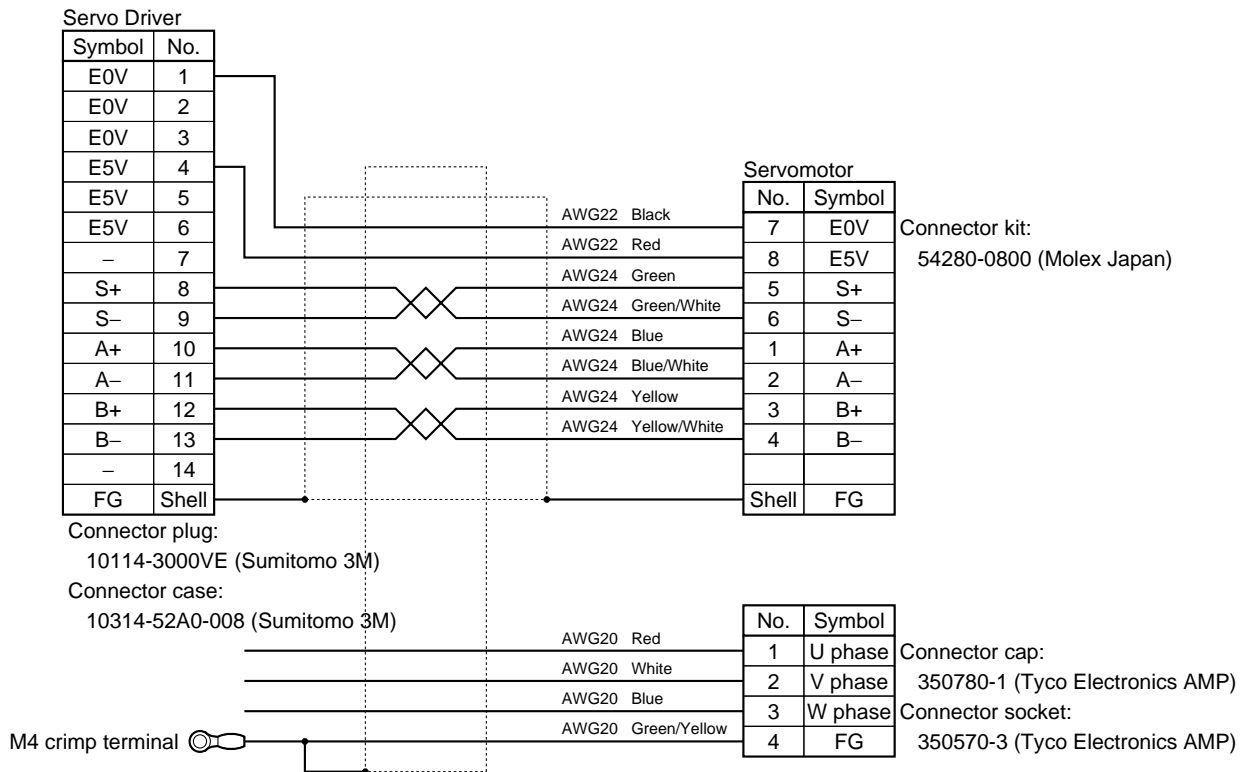 Servo Driver
Symbol No.
E0V 1
E0V 2
E0V 3
E5V 4
E5V 5
E5V 6
– 7
S+ 8
S– 9
A+ 10
A– 11
B+ 12
B– 13
– 14
FG Shell
Connector plug:
10114-3000VE (Sumitomo 3M)
Connector case:
10314-52A0-008 (Sumitomo 3M)
AWG22 Black
AWG22 Red
AWG24 Green
AWG24 Green/White
AWG24 Blue
AWG24 Blue/White
AWG24 Yellow
AWG24 Yellow/White
Servomotor
No. Symbol
7 E0V
8 E5V
5 S+
6 S–
1 A+
2 A–
3 B+
4 B–
Shell FG
Connector kit:
54280-0800 (Molex Japan)
AWG20 Red
AWG20 White
AWG20 Blue
AWG20 Green/Yellow
M4 crimp terminal
No. Symbol
1 U phase
2 V phase
3 W phase
4 FG
Connector cap:
350780-1 (Tyco Electronics AMP)
Connector socket:
350570-3 (Tyco Electronics AMP)